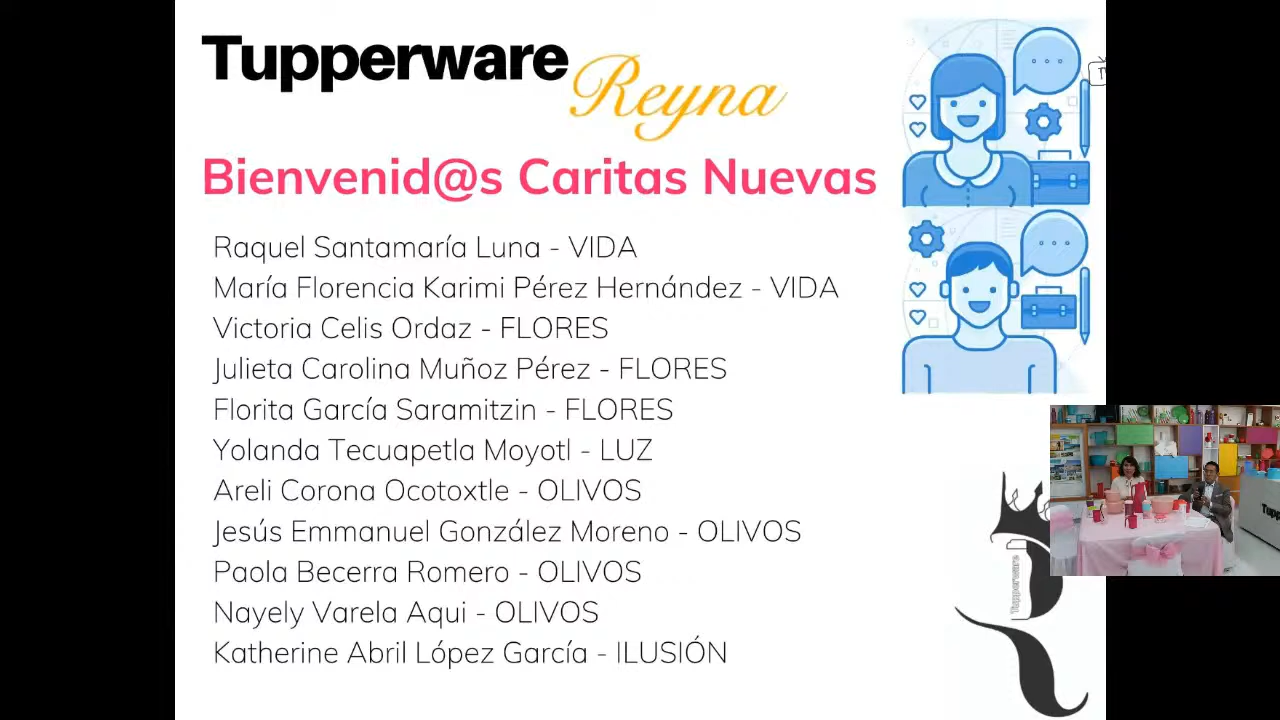 Tupperware
Reyna
Bienvenid@s Caritas Nuevas
Raquel Santamaría Luna - VIDA
María Florencia Karimi Pérez Hernández - VIDA
Victoria Celis Ordaz - FLORES
Julieta Carolina Muñoz Pérez - FLORES
Florita García Saramitzin - FLORES
Yolanda Tecuapetla Moyotl - LUZ
Areli Corona Ocotoxtle - OLIVOS
Jesús Emmanuel González Moreno - OLIVOS
Paola Becerra Romero - OLIVOS
Nayely Varela Aqui - OLIVOS
Katherine Abril López García - ILUSIÓN
Tupperware